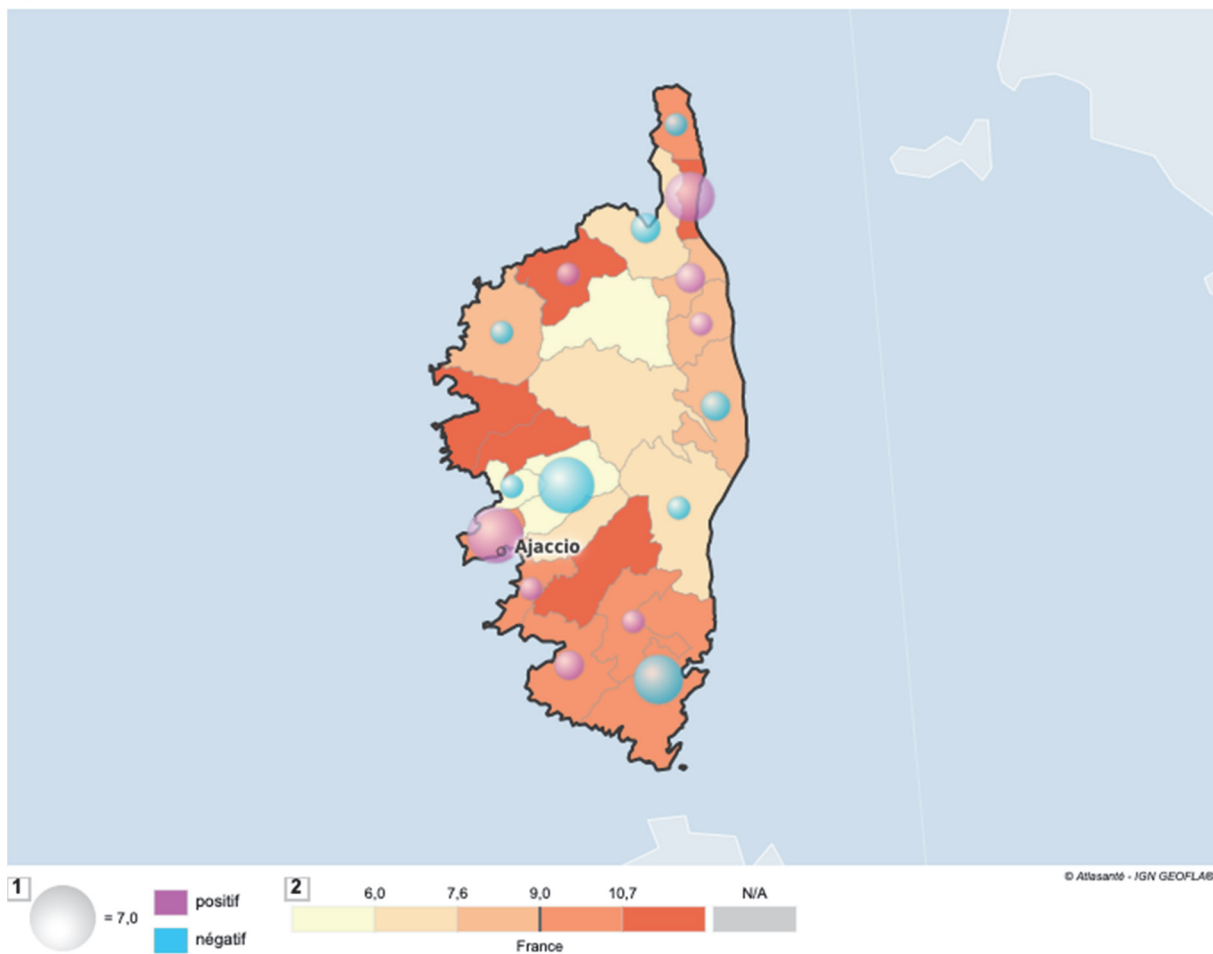 Ajaccio
© Atlasanté - IGN GEOFLA®
1
= 7,0
positif
négatif
2
6,0 7,6 9,0 10,7 N/A
France